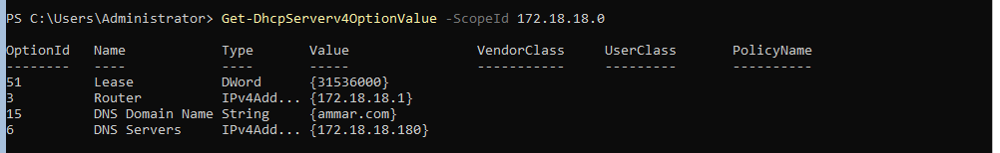 PS C:\Users\Administrator> Get-DhcpServerv4OptionValue -ScopeId 172.18.18.0
OptionId Name Type Value VendorClass UserClass PolicyName
-------- ---- ---- ----- ----------- --------- ----------
51 Lease DWord {31536000}
3 Router IPv4Add... {172.18.18.1}
15 DNS Domain Name String {ammar.com}
6 DNS Servers IPv4Add... {172.18.18.180}